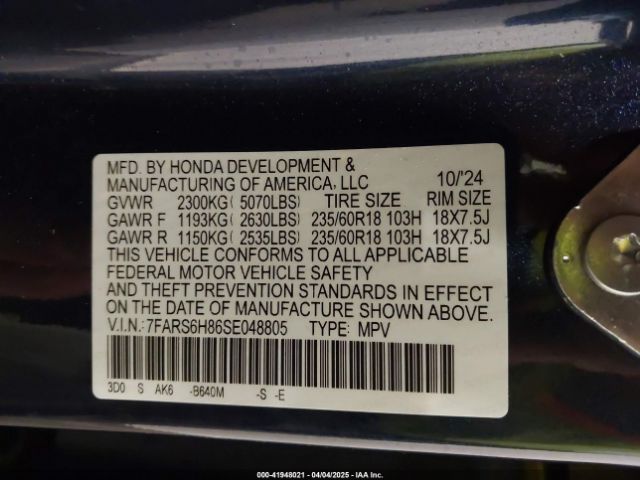 MFD. BY HONDA DEVELOPMENT &
MANUFACTURING OF AMERICA, LLC 10/'24
GVWR 2300KG( 5070LBS) TIRE SIZE RIM SIZE
GAWR F 1193KG( 2630LBS) 235/60R18 103H 18X7.5J
GAWR R 1150KG( 2535LBS) 235/60R18 103H 18X7.5J
THIS VEHICLE CONFORMS TO ALL APPLICABLE
FEDERAL MOTOR VEHICLE SAFETY
AND THEFT PREVENTION STANDARDS IN EFFECT
ON THE DATE OF MANUFACTURE SHOWN ABOVE.
V.I.N.: 7FARS6H86SE048805 TYPE: MPV
3D0 S AK6 -B640M -S -E
000-41948021 - 04/04/2025 - IAA Inc.